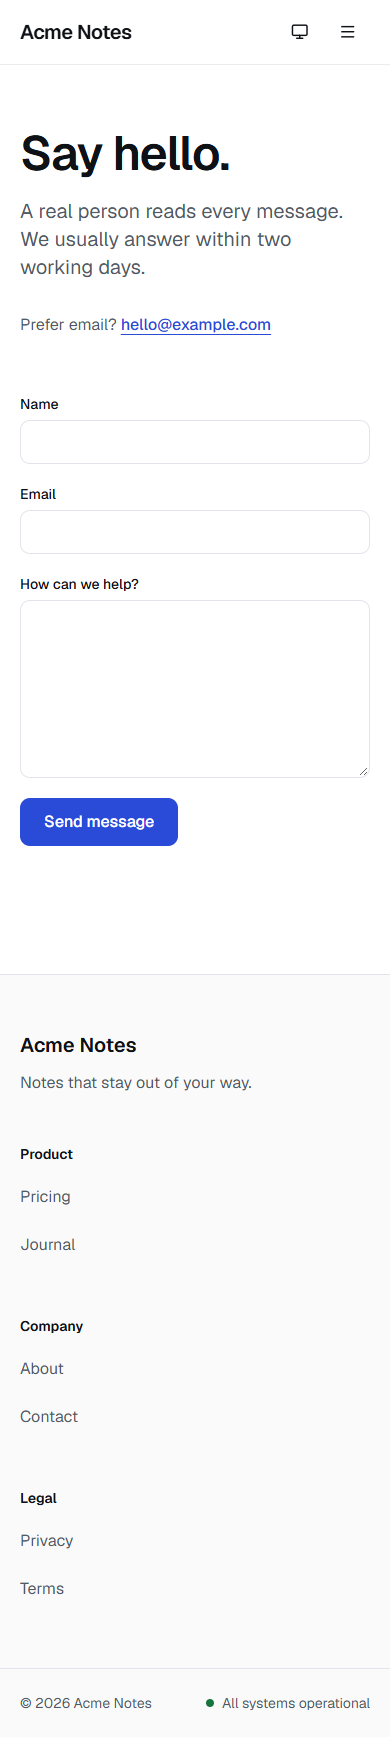 Acme Notes
Say hello.
A real person reads every message.
We usually answer within two
working days.
Prefer email? hello@example.com
Name
Email
How can we help?
Send message
Acme Notes
Notes that stay out of your way.
Product
Pricing
Journal
Company
About
Contact
Legal
Privacy
Terms
© 2026 Acme Notes
All systems operational